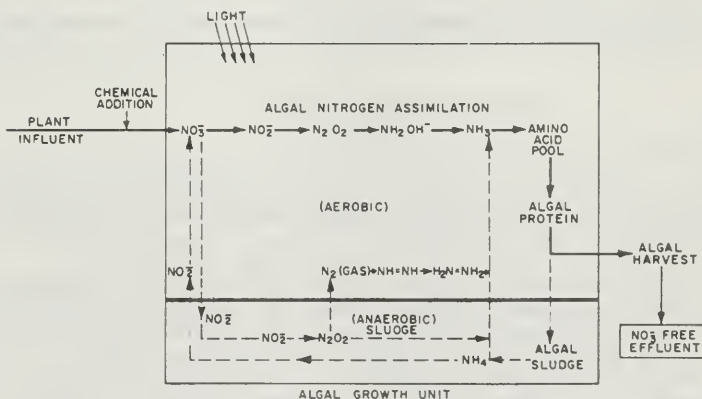 LIGHT
CHEMICAL
ADDITION
ALGAL NITROGEN ASSIMILATION
PLANT
INFLUENT
NO₃⁻ NO₂⁻ N₂O₂ NH₂OH⁻ NH₃ AMINO
ACID
POOL
(AEROBIC)
ALGAL
PROTEIN
ALGAL
HARVEST
NO₂⁻ N₂(GAS) NH=NH H₂N=NH₂
NO₂⁻
(ANAEROBIC)
SLUDGE
NO₂⁻ N₂O₂
NH₄
ALGAL
SLUDGE
NO₃⁻ FREE
EFFLUENT
ALGAL GROWTH UNIT